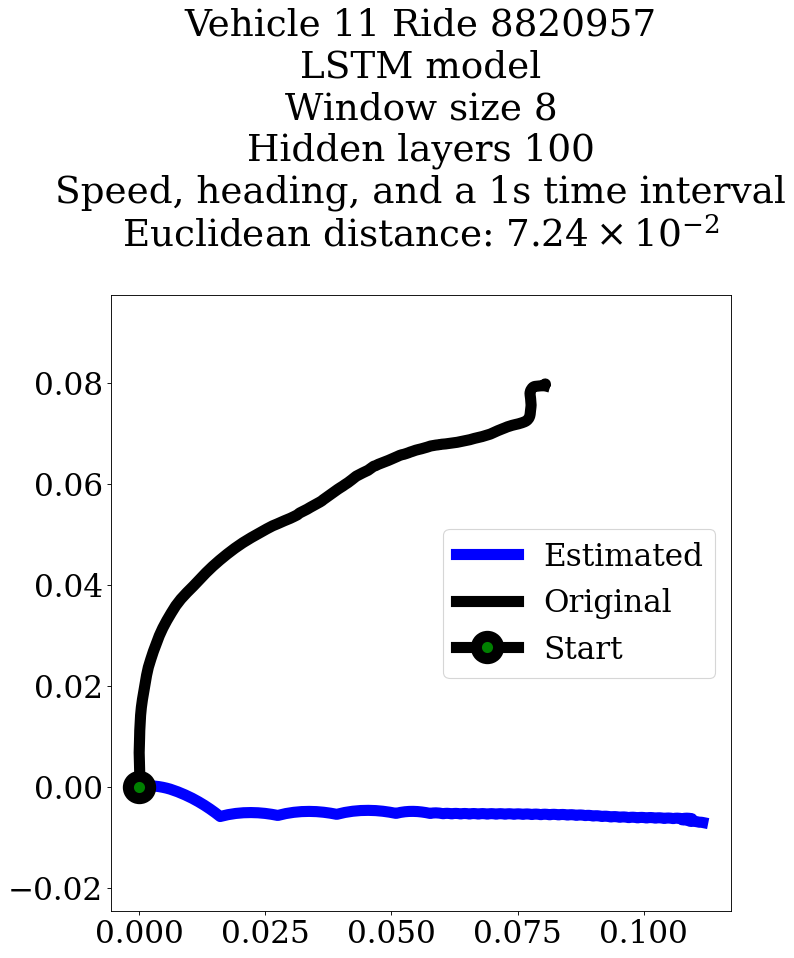 Vehicle 11 Ride 8820957
LSTM model
Window size 8
Hidden layers 100
Speed, heading, and a 1s time interval
Euclidean distance: 7.24 × 10⁻²
0.08
0.06
0.04
0.02
0.00
−0.02
Estimated
Original
Start
0.000 0.025 0.050 0.075 0.100